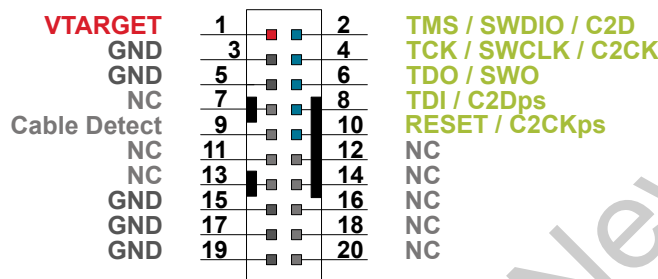 VTARGET 1 2 TMS / SWDIO / C2D
GND 3 4 TCK / SWCLK / C2CK
GND 5 6 TDO / SWO
NC 7 8 TDI / C2Dps
Cable Detect 9 10 RESET / C2CKps
NC 11 12 NC
NC 13 14 NC
GND 15 16 NC
GND 17 18 NC
GND 19 20 NC